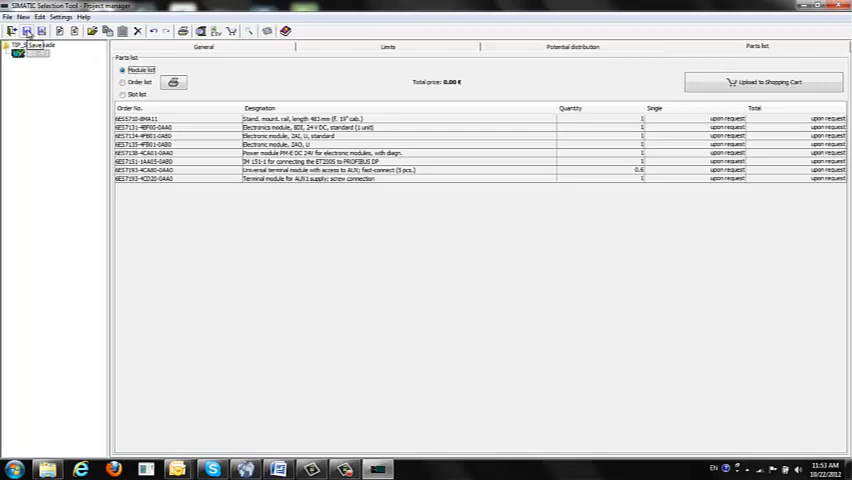 SIMATIC Selection Tool - Project manager
File New Edit Settings Help
General Limits Potential distribution Parts list
Save
Parts list
Module list
Order list
Slot list
Total price: 0.00 €
Upload to Shopping Cart
Order No. Designation Quantity Single Total
6ES5710-8MA11 Stand. mount. rail, length 483 mm (f. 19" cab.) 1 upon request upon request
6ES7131-4BF00-0AA0 Electronics module, 8DI, 24 V DC, standard (1 unit) 1 upon request upon request
6ES7134-4FB01-0AB0 Electronic module, 2AI, U, standard 1 upon request upon request
6ES7135-4FB01-0AB0 Electronic module, 2AO, U 1 upon request upon request
6ES7138-4CA01-0AA0 Power module PM-E DC 24V for electronic modules, with diagn. 1 upon request upon request
6ES7151-1AA05-0AB0 IM 151-1 for connecting the ET200S to PROFIBUS DP 1 upon request upon request
6ES7193-4CA80-0AA0 Universal terminal module with access to AUX; fast-connect (5 pcs.) 0.6 upon request upon request
6ES7193-4CD20-0AA0 Terminal module for AUX1 supply; screw connection 1 upon request upon request
EN
11:53 AM
10/22/2012